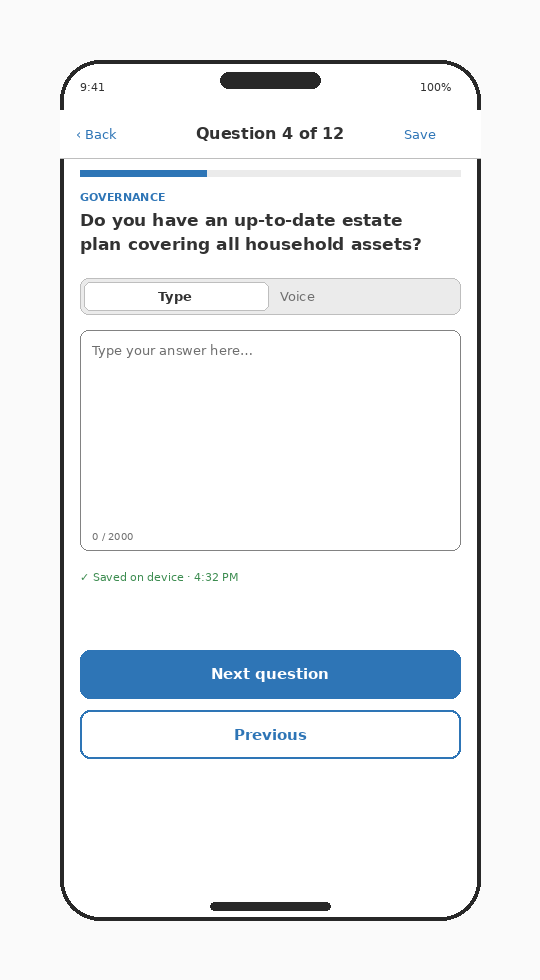 9:41
100%
‹ Back
Question 4 of 12
Save
GOVERNANCE
Do you have an up-to-date estate
plan covering all household assets?
Type
Voice
Type your answer here...
0 / 2000
✓ Saved on device · 4:32 PM
Next question
Previous